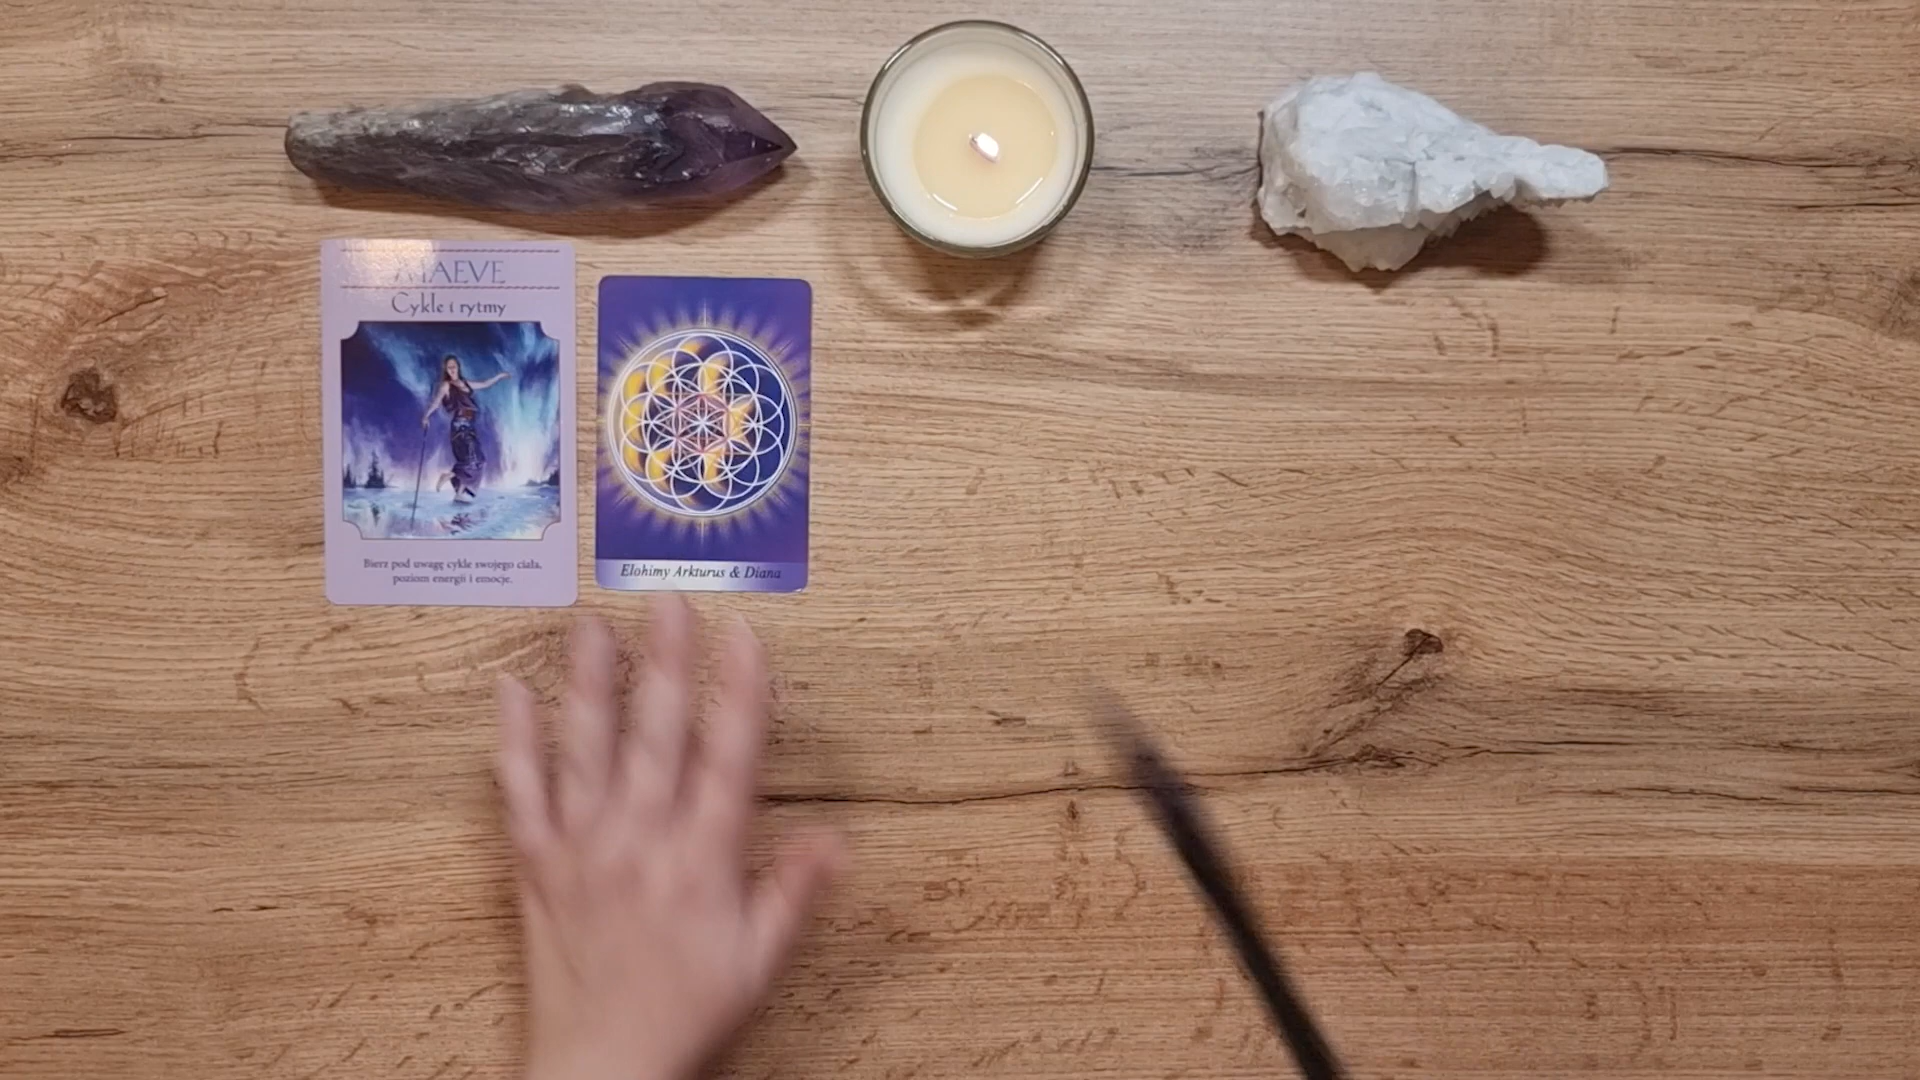 MAEVE
Cykle i rytmy
Bierz pod uwagę cykle swojego ciała,
poziom energii i emocje.
Elohimy Arkturus & Diana